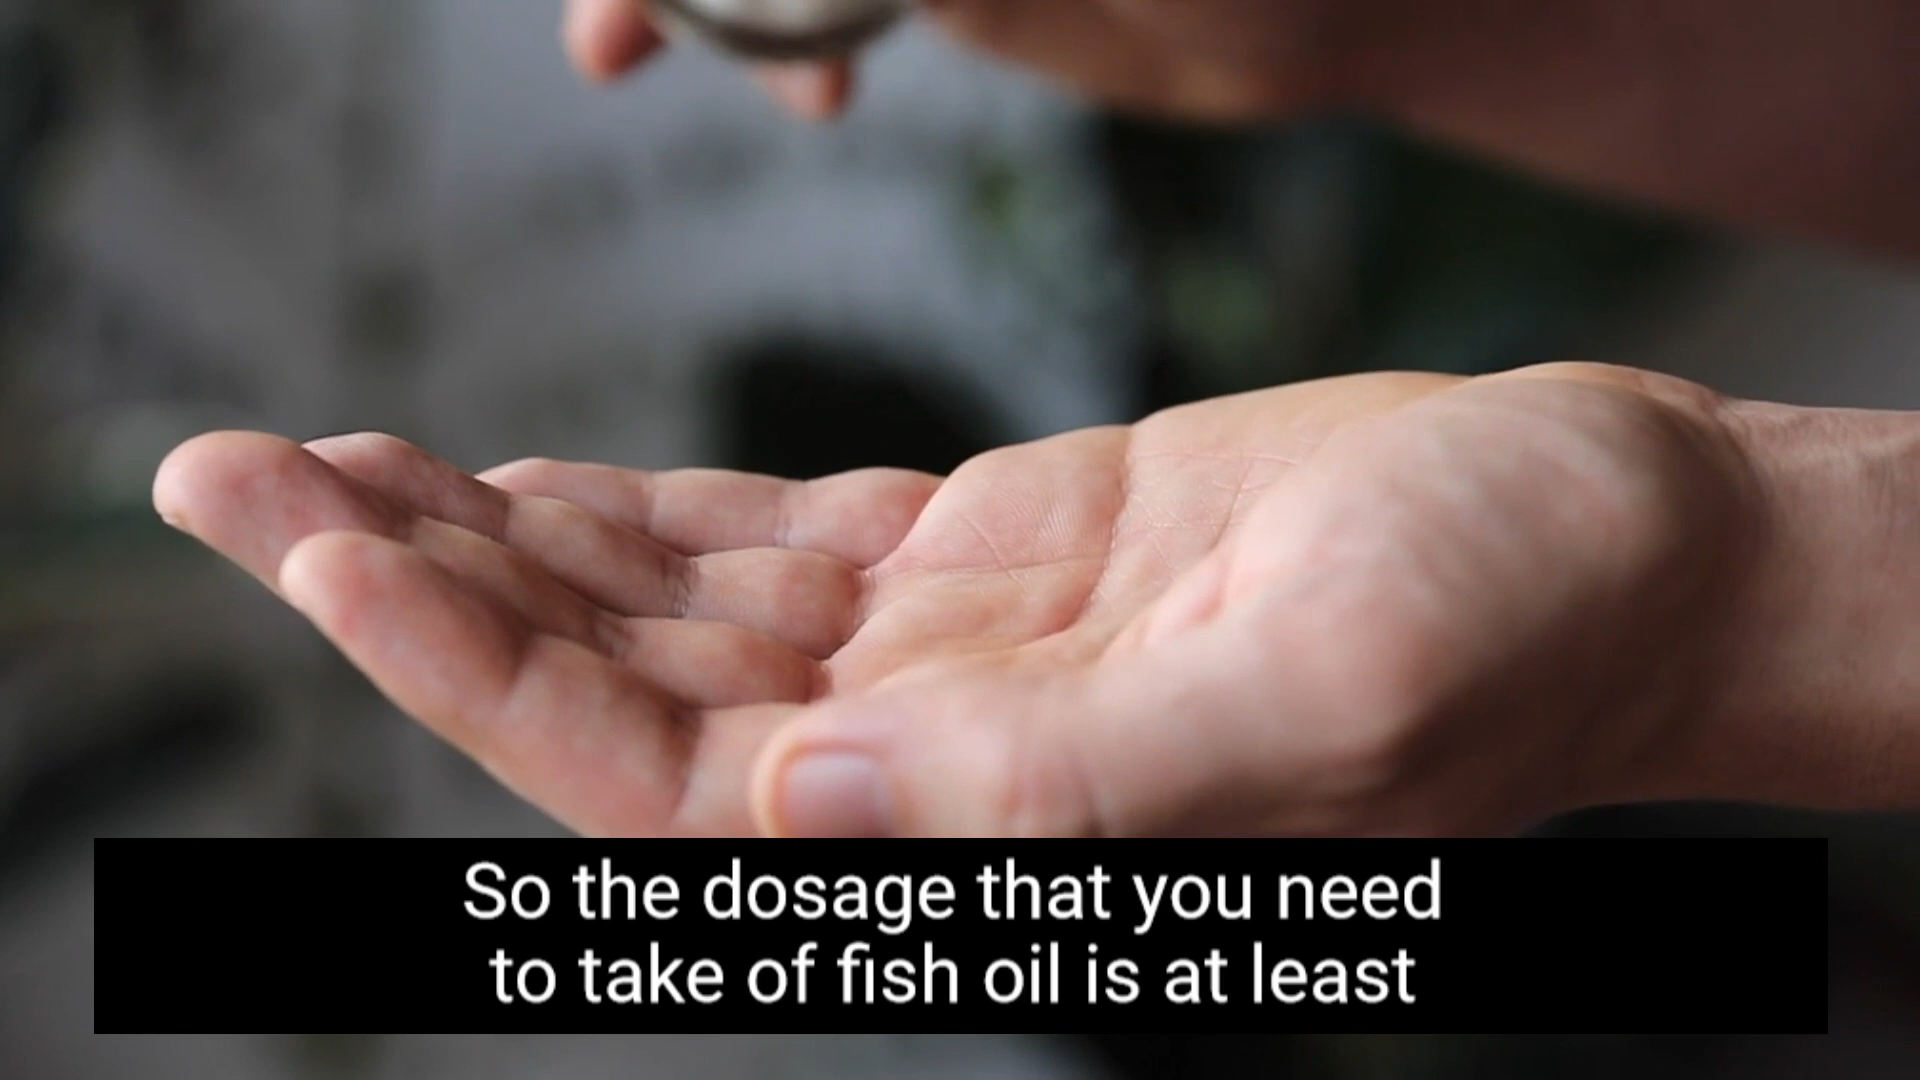 So the dosage that you need
to take of fish oil is at least